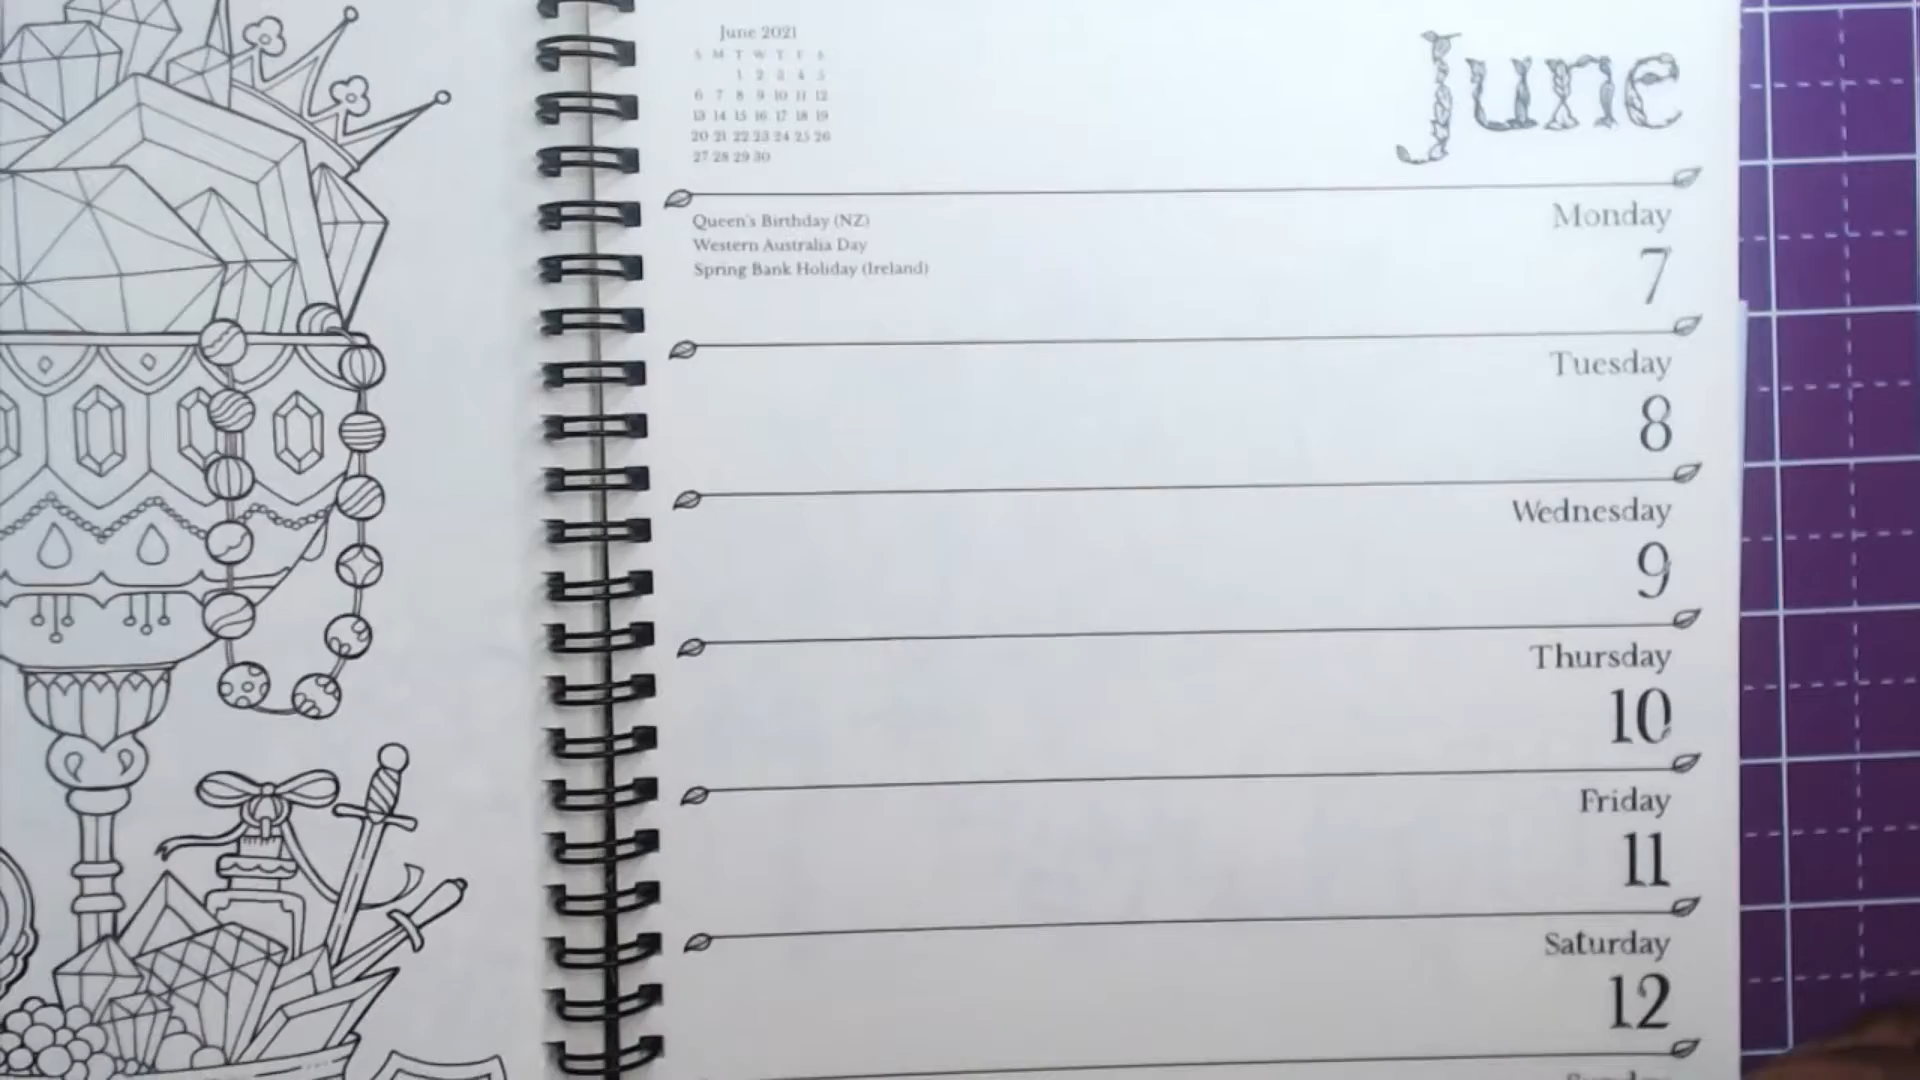 June 2021
S M T W T F S
1 2 3 4 5
6 7 8 9 10 11 12
13 14 15 16 17 18 19
20 21 22 23 24 25 26
27 28 29 30
June
Queen's Birthday (NZ)
Western Australia Day
Spring Bank Holiday (Ireland)
Monday
7
Tuesday
8
Wednesday
9
Thursday
10
Friday
11
Saturday
12